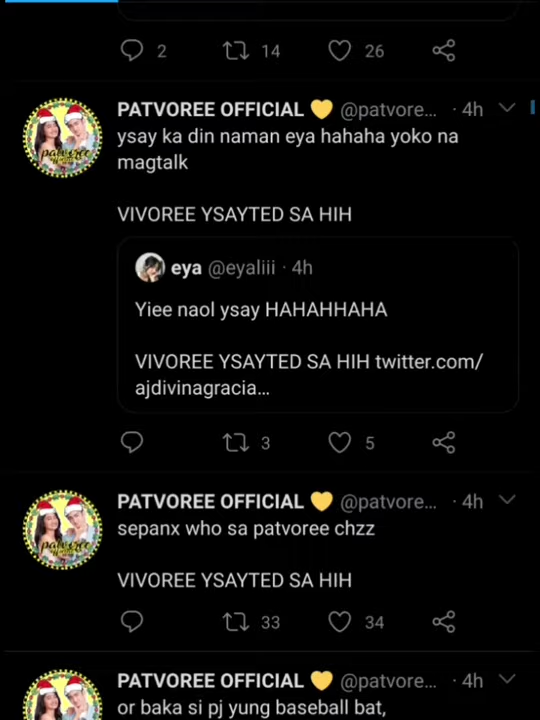 2 14 26
PATVOREE OFFICIAL 💛 @patvore... · 4h
ysay ka din naman eya hahaha yoko na
magtalk
VIVOREE YSAYTED SA HIH
eya @eyaliii · 4h
Yiee naol ysay HAHAHHAHA
VIVOREE YSAYTED SA HIH twitter.com/
ajdivinagracia...
3 5
PATVOREE OFFICIAL 💛 @patvore... · 4h
sepanx who sa patvoree chzz
VIVOREE YSAYTED SA HIH
33 34
PATVOREE OFFICIAL 💛 @patvore... · 4h
or baka si pj yung baseball bat,